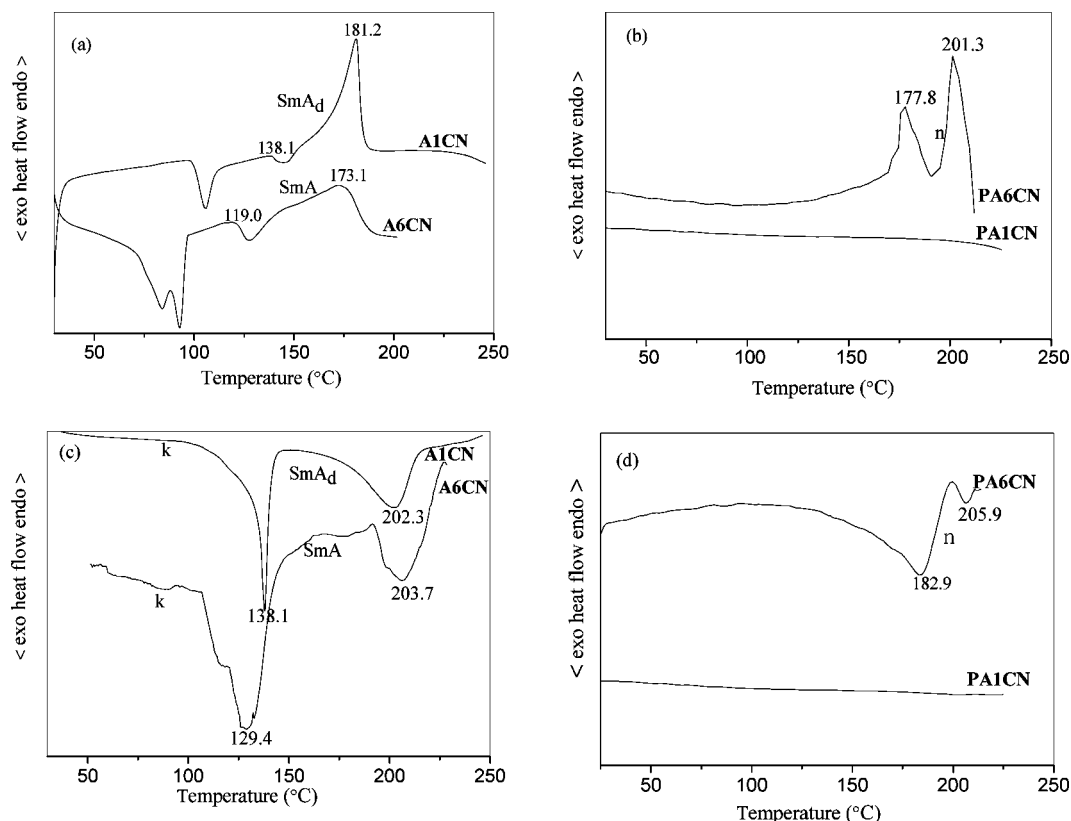 (a)
181.2
SmAd
138.1
A1CN
173.1
SmA
119.0
A6CN
< exo heat flow endo >
50 100 150 200 250
Temperature (°C)
(b)
201.3
177.8
n
PA6CN
PA1CN
< exo heat flow endo >
50 100 150 200 250
Temperature (°C)
(c)
k
A1CN
SmAd
A6CN
202.3
SmA
203.7
k
138.1
129.4
< exo heat flow endo >
50 100 150 200 250
Temperature (°C)
(d)
PA6CN
205.9
n
182.9
PA1CN
< exo heat flow endo >
50 100 150 200 250
Temperature (°C)